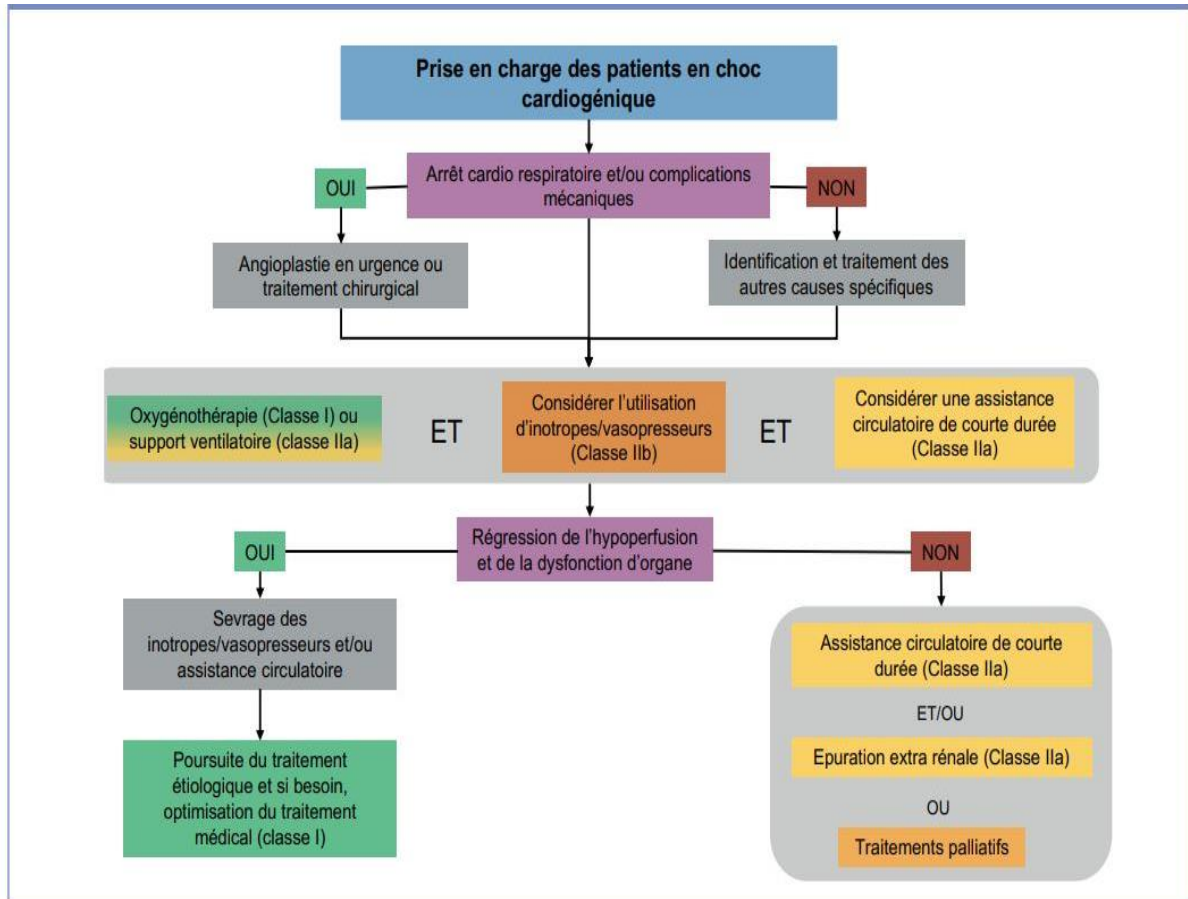 Prise en charge des patients en choc
cardiogénique
Arrêt cardio respiratoire et/ou complications
mécaniques
OUI
NON
Angioplastie en urgence ou
traitement chirurgical
Identification et traitement des
autres causes spécifiques
Oxygénothérapie (Classe I) ou
support ventilatoire (classe IIa)
ET
Considérer l’utilisation
d’inotropes/vasopresseurs
(Classe IIb)
ET
Considérer une assistance
circulatoire de courte durée
(Classe IIa)
Régression de l’hypoperfusion
et de la dysfonction d’organe
OUI
NON
Sevrage des
inotropes/vasopresseurs et/ou
assistance circulatoire
Poursuite du traitement
étiologique et si besoin,
optimisation du traitement
médical (classe I)
Assistance circulatoire de courte
durée (Classe IIa)
ET/OU
Epuration extra rénale (Classe IIa)
OU
Traitements palliatifs